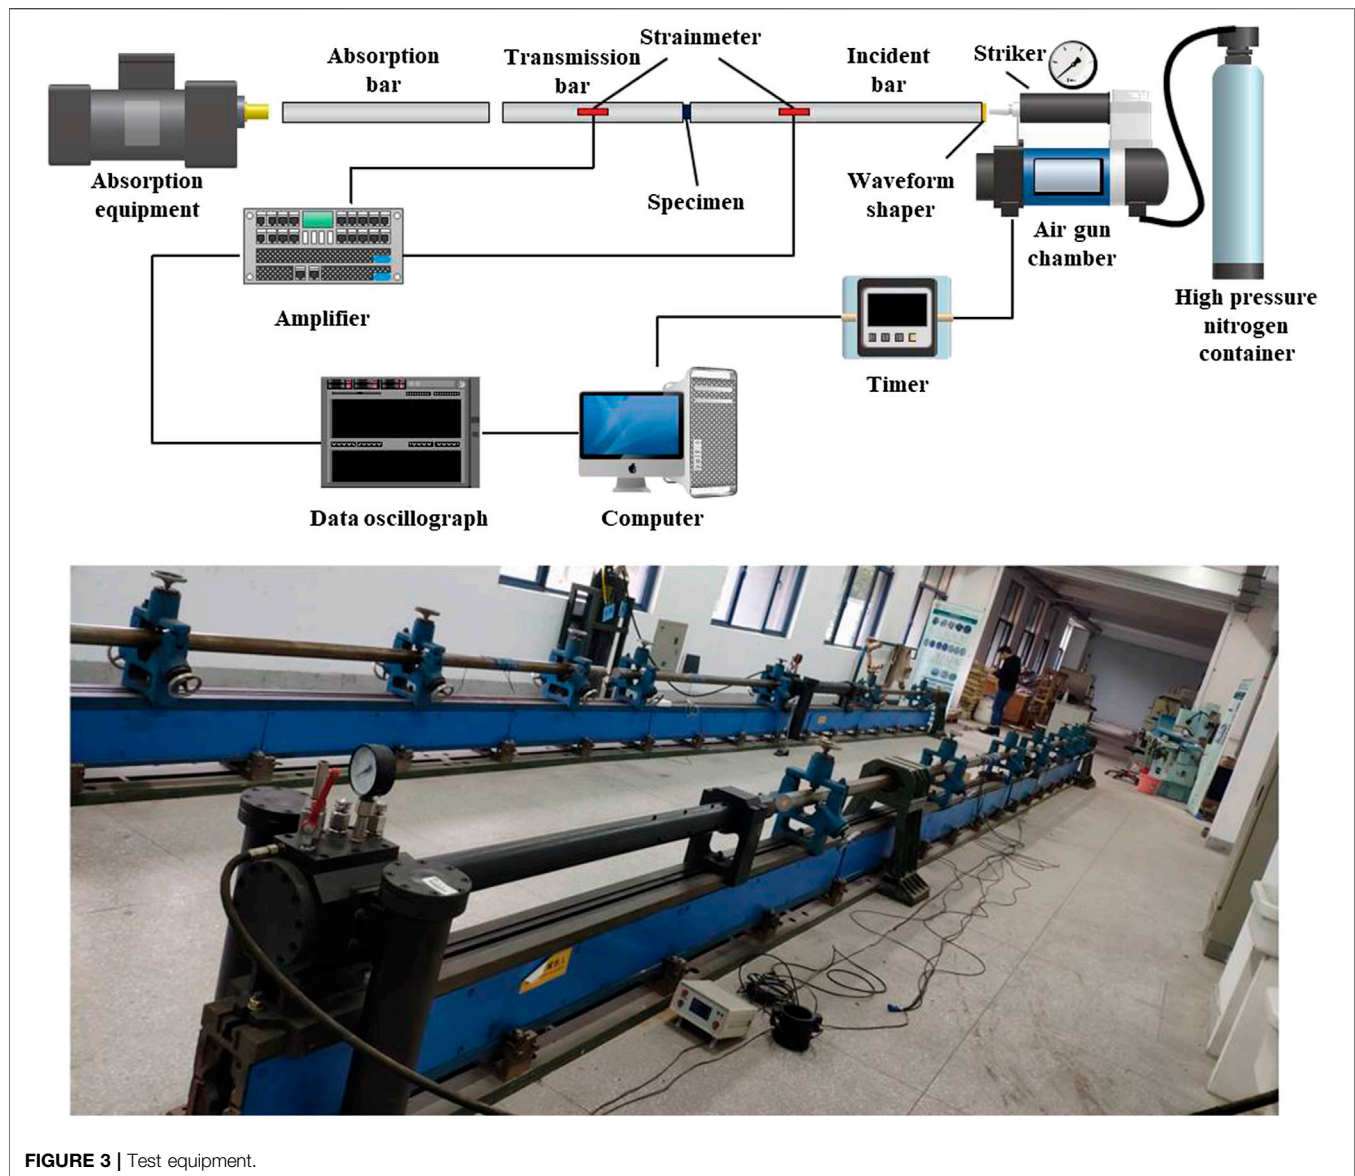 Strainmeter
Absorption
bar
Transmission
bar
Incident
bar
Striker
Absorption
equipment
Specimen
Waveform
shaper
Air gun
chamber
High pressure
nitrogen
container
Amplifier
Timer
Data oscillograph
Computer
FIGURE 3 | Test equipment.